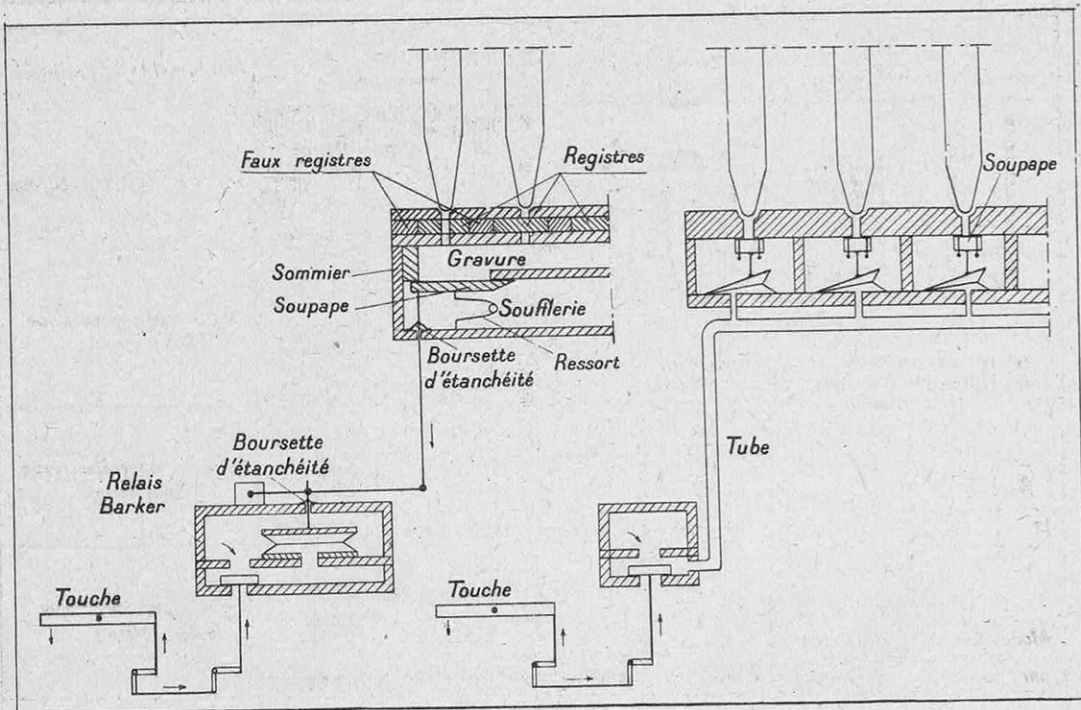 Faux registres
Registres
Soupape
Sommier
Gravure
Soupape
Soufflerie
Boursette
d'étanchéité
Ressort
Boursette
d'étanchéité
Relais
Barker
Tube
Touche
Touche